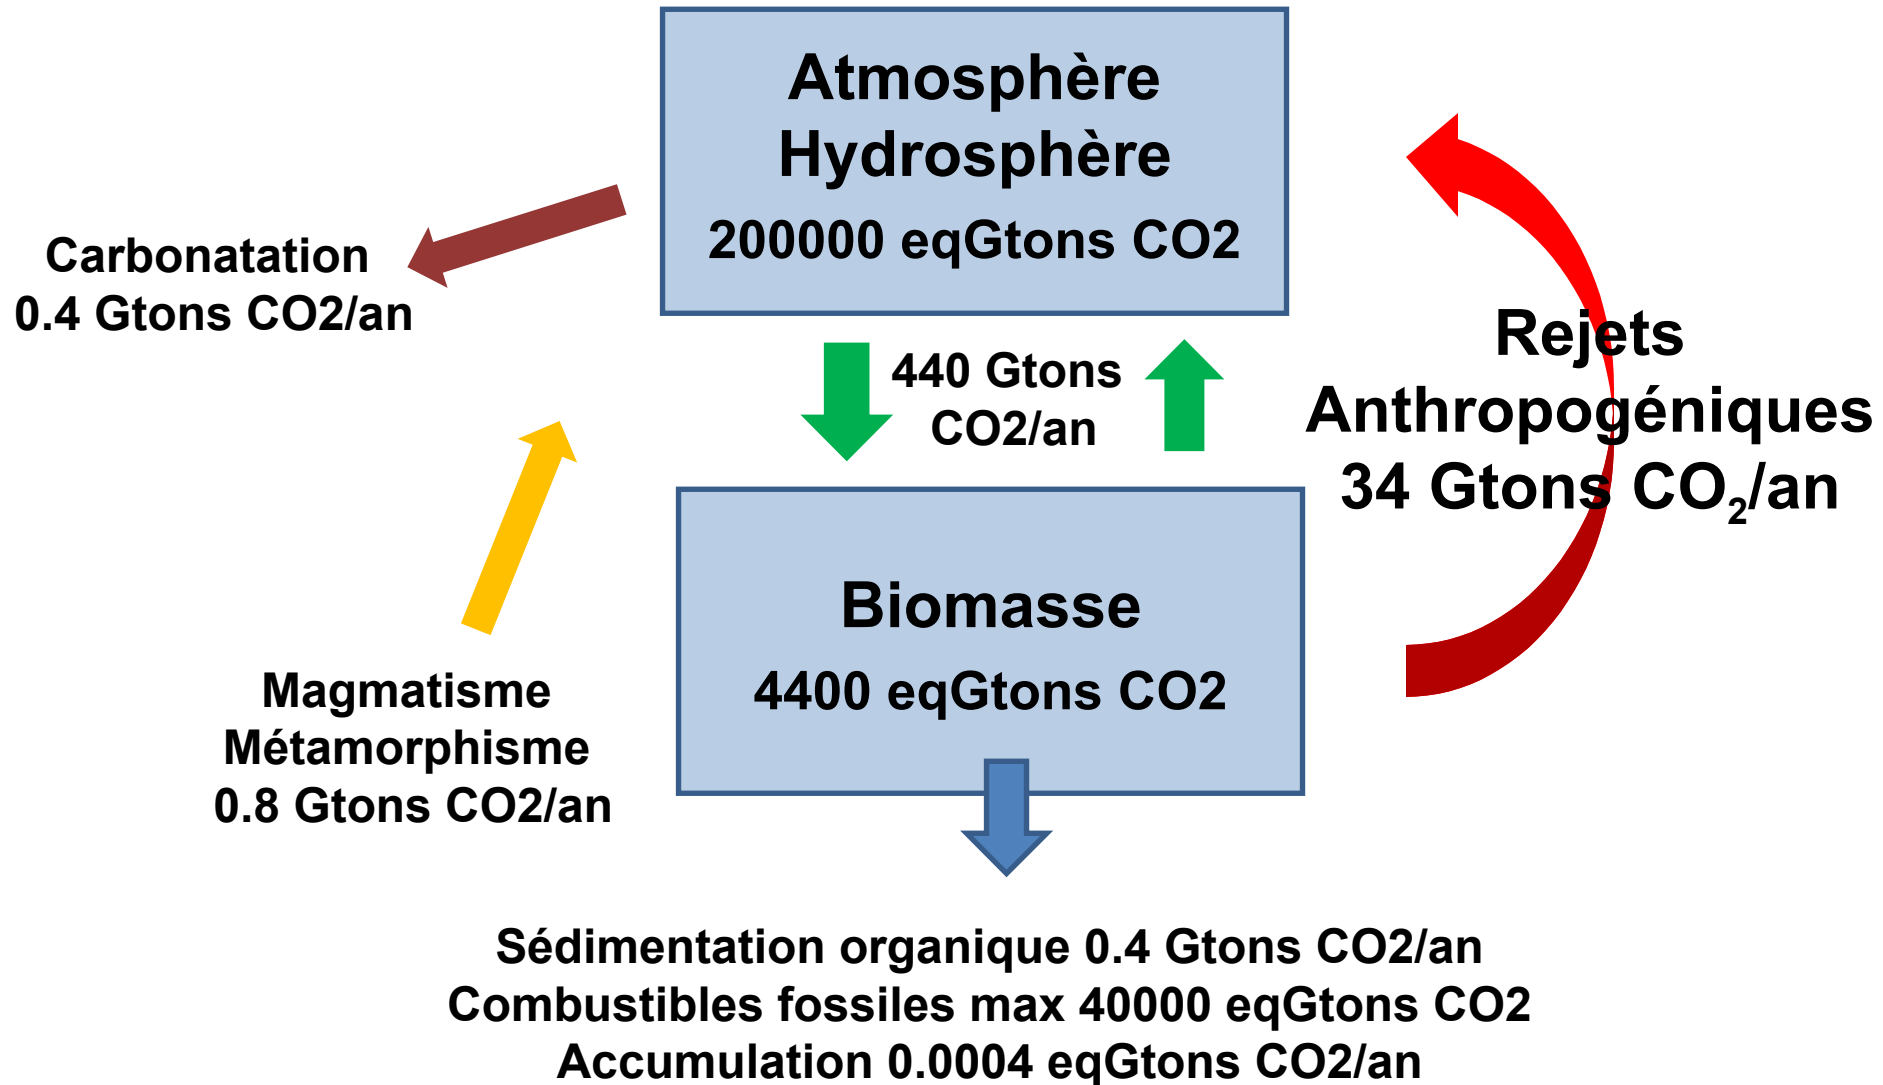 Atmosphère
Hydrosphère
200000 eqGtons CO2
Carbonatation
0.4 Gtons CO2/an
440 Gtons
CO2/an
Rejets
Anthropogéniques
34 Gtons CO₂/an
Biomasse
4400 eqGtons CO2
Magmatisme
Métamorphisme
0.8 Gtons CO2/an
Sédimentation organique 0.4 Gtons CO2/an
Combustibles fossiles max 40000 eqGtons CO2
Accumulation 0.0004 eqGtons CO2/an